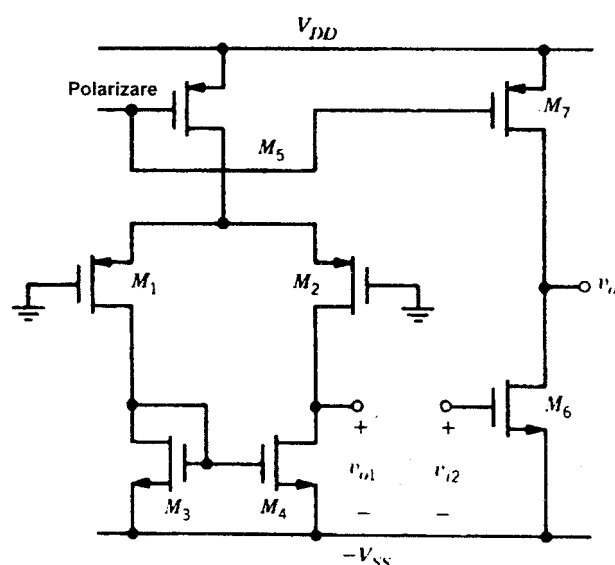 V_DD
Polarizare
M_7
M_5
M_1
M_2
v_o
M_6
+
+
v_o1
v_i2
M_3
M_4
−
−
−V_SS